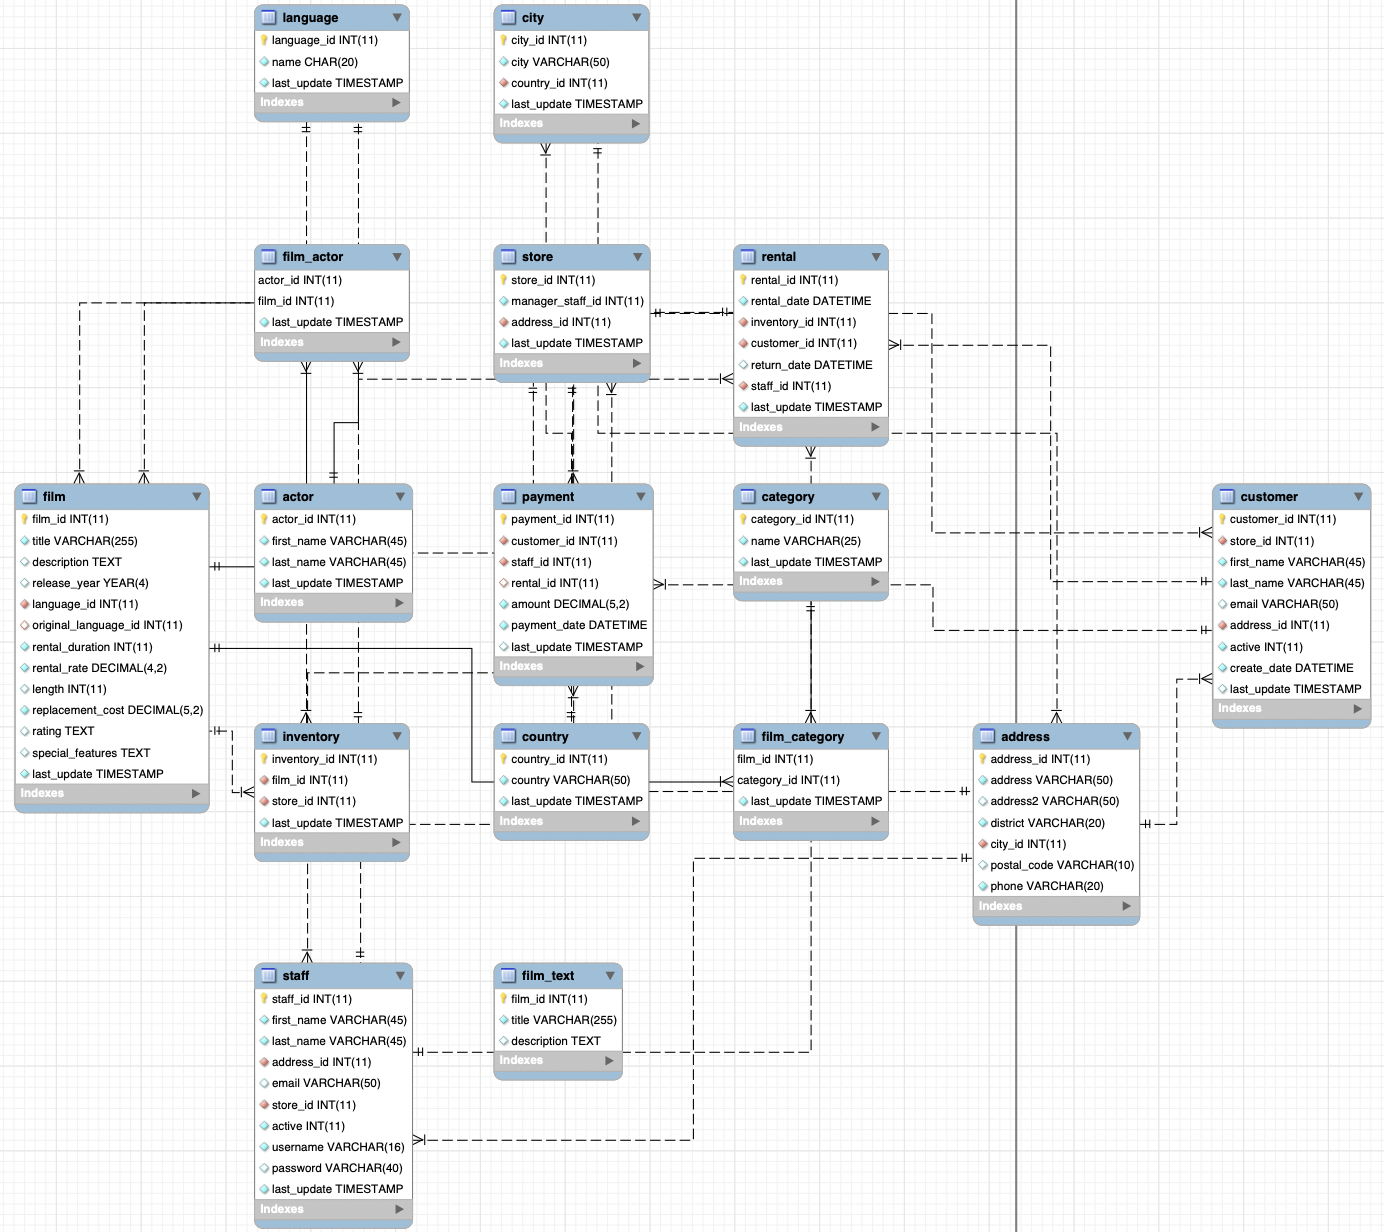 language
language_id INT(11)
name CHAR(20)
last_update TIMESTAMP
Indexes
city
city_id INT(11)
city VARCHAR(50)
country_id INT(11)
last_update TIMESTAMP
Indexes
film_actor
actor_id INT(11)
film_id INT(11)
last_update TIMESTAMP
Indexes
store
store_id INT(11)
manager_staff_id INT(11)
address_id INT(11)
last_update TIMESTAMP
Indexes
rental
rental_id INT(11)
rental_date DATETIME
inventory_id INT(11)
customer_id INT(11)
return_date DATETIME
staff_id INT(11)
last_update TIMESTAMP
Indexes
film
film_id INT(11)
title VARCHAR(255)
description TEXT
release_year YEAR(4)
language_id INT(11)
original_language_id INT(11)
rental_duration INT(11)
rental_rate DECIMAL(4,2)
length INT(11)
replacement_cost DECIMAL(5,2)
rating TEXT
special_features TEXT
last_update TIMESTAMP
Indexes
actor
actor_id INT(11)
first_name VARCHAR(45)
last_name VARCHAR(45)
last_update TIMESTAMP
Indexes
payment
payment_id INT(11)
customer_id INT(11)
staff_id INT(11)
rental_id INT(11)
amount DECIMAL(5,2)
payment_date DATETIME
last_update TIMESTAMP
Indexes
category
category_id INT(11)
name VARCHAR(25)
last_update TIMESTAMP
Indexes
customer
customer_id INT(11)
store_id INT(11)
first_name VARCHAR(45)
last_name VARCHAR(45)
email VARCHAR(50)
address_id INT(11)
active INT(11)
create_date DATETIME
last_update TIMESTAMP
Indexes
inventory
inventory_id INT(11)
film_id INT(11)
store_id INT(11)
last_update TIMESTAMP
Indexes
country
country_id INT(11)
country VARCHAR(50)
last_update TIMESTAMP
Indexes
film_category
film_id INT(11)
category_id INT(11)
last_update TIMESTAMP
Indexes
address
address_id INT(11)
address VARCHAR(50)
address2 VARCHAR(50)
district VARCHAR(20)
city_id INT(11)
postal_code VARCHAR(10)
phone VARCHAR(20)
Indexes
staff
staff_id INT(11)
first_name VARCHAR(45)
last_name VARCHAR(45)
address_id INT(11)
email VARCHAR(50)
store_id INT(11)
active INT(11)
username VARCHAR(16)
password VARCHAR(40)
last_update TIMESTAMP
Indexes
film_text
film_id INT(11)
title VARCHAR(255)
description TEXT
Indexes